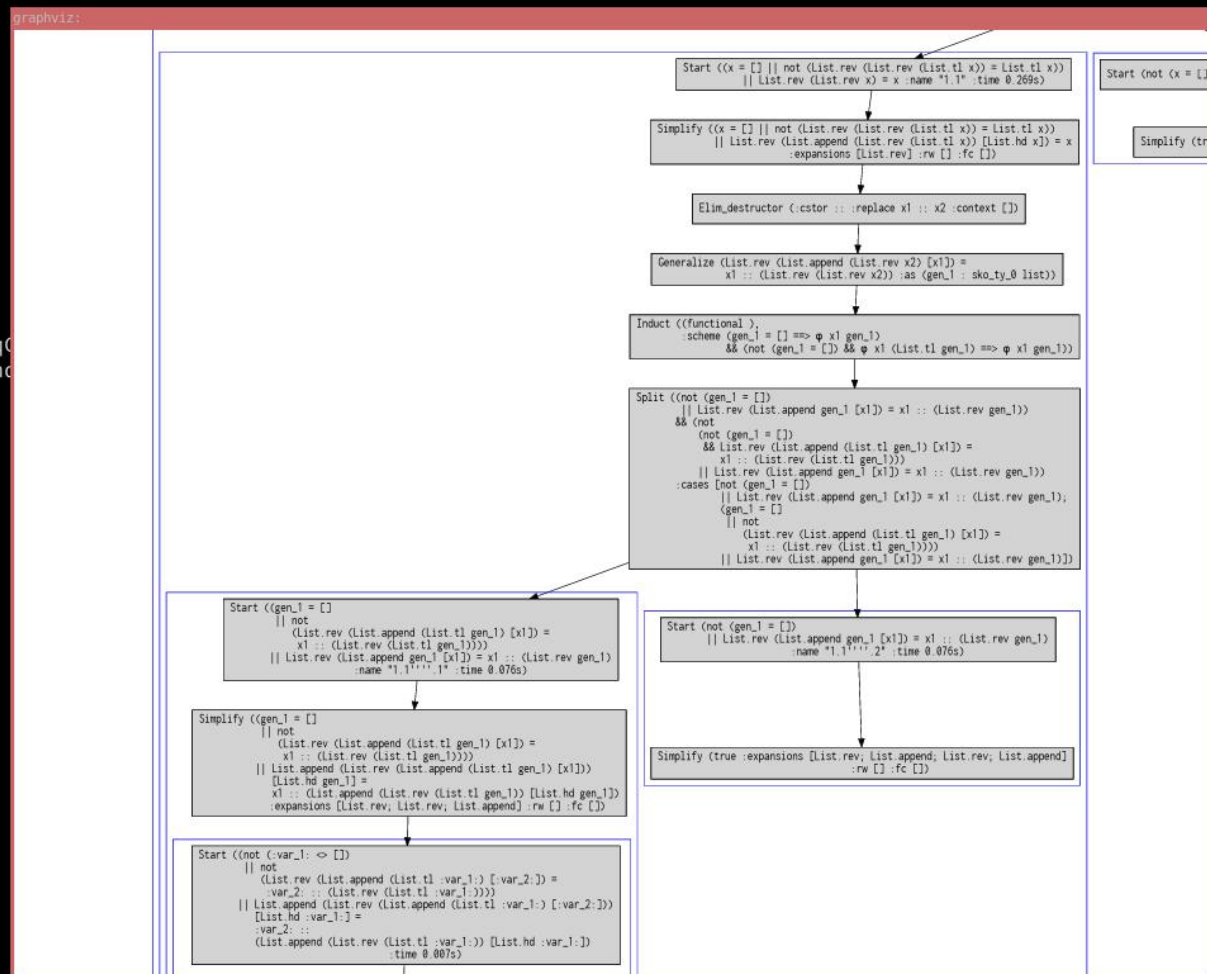 graphviz:
Start ((x = [] || not (List.rev (List.rev (List.tl x)) = List.tl x))
|| List.rev (List.rev x) = x :name "1.1" :time 0.269s)
Start (not (x = []
Simplify ((x = [] || not (List.rev (List.rev (List.tl x)) = List.tl x))
|| List.rev (List.append (List.rev (List.tl x)) [List.hd x]) = x
:expansions [List.rev] :rw [] :fc [])
Simplify (tr
Elim_destructor (:cstor :: :replace x1 :: x2 :context [])
Generalize (List.rev (List.append (List.rev x2) [x1]) =
x1 :: (List.rev (List.rev x2)) :as (gen_1 : sko_ty_0 list))
Induct ((functional ),
:scheme (gen_1 = [] ==> φ x1 gen_1)
&& (not (gen_1 = []) && φ x1 (List.tl gen_1) ==> φ x1 gen_1))
Split ((not (gen_1 = [])
|| List.rev (List.append gen_1 [x1]) = x1 :: (List.rev gen_1))
&& (not
(not (gen_1 = [])
&& List.rev (List.append (List.tl gen_1) [x1]) =
x1 :: (List.rev (List.tl gen_1)))
|| List.rev (List.append gen_1 [x1]) = x1 :: (List.rev gen_1))
:cases [not (gen_1 = [])
|| List.rev (List.append gen_1 [x1]) = x1 :: (List.rev gen_1);
(gen_1 = []
|| not
(List.rev (List.append (List.tl gen_1) [x1]) =
x1 :: (List.rev (List.tl gen_1))))
|| List.rev (List.append gen_1 [x1]) = x1 :: (List.rev gen_1)])
Start ((gen_1 = []
|| not
(List.rev (List.append (List.tl gen_1) [x1]) =
x1 :: (List.rev (List.tl gen_1))))
|| List.rev (List.append gen_1 [x1]) = x1 :: (List.rev gen_1)
:name "1.1''''.1" :time 0.076s)
Start (not (gen_1 = [])
|| List.rev (List.append gen_1 [x1]) = x1 :: (List.rev gen_1)
:name "1.1''''.2" :time 0.076s)
Simplify ((gen_1 = []
|| not
(List.rev (List.append (List.tl gen_1) [x1]) =
x1 :: (List.rev (List.tl gen_1))))
|| List.append (List.rev (List.append (List.tl gen_1) [x1]))
[List.hd gen_1] =
x1 :: (List.append (List.rev (List.tl gen_1)) [List.hd gen_1])
:expansions [List.rev; List.rev; List.append] :rw [] :fc [])
Simplify (true :expansions [List.rev; List.append; List.rev; List.append]
:rw [] :fc [])
Start ((not (:var_1: <> [])
|| not
(List.rev (List.append (List.tl :var_1:) [:var_2:]) =
:var_2: :: (List.rev (List.tl :var_1:))))
|| List.append (List.rev (List.append (List.tl :var_1:) [:var_2:]))
[List.hd :var_1:] =
:var_2: ::
(List.append (List.rev (List.tl :var_1:)) [List.hd :var_1:])
:time 0.007s)